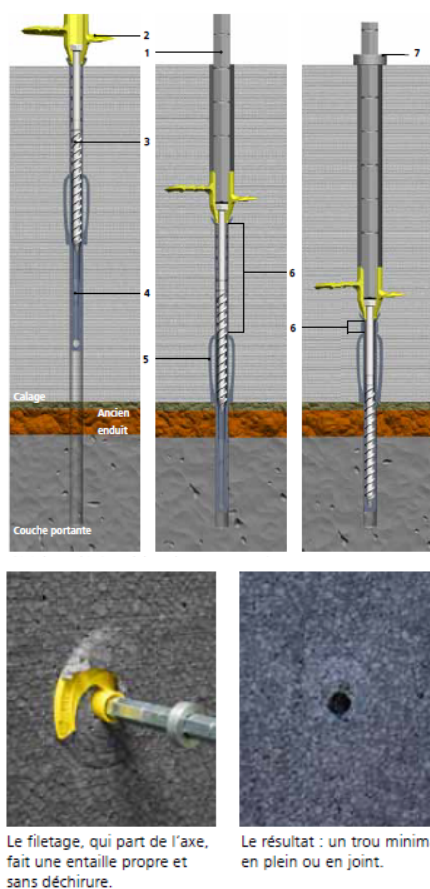 2
1
7
3
6
4
6
5
Calage
Ancien
enduit
Couche portante
Le filetage, qui part de l'axe,
fait une entaille propre et
sans déchirure.
Le résultat : un trou minim
en plein ou en joint.